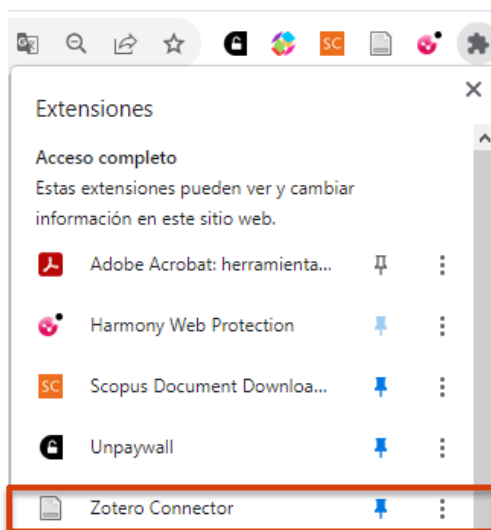 SC
Extensiones
Acceso completo
Estas extensiones pueden ver y cambiar
información en este sitio web.
Adobe Acrobat: herramienta...
Harmony Web Protection
SC Scopus Document Downloa...
Unpaywall
Zotero Connector